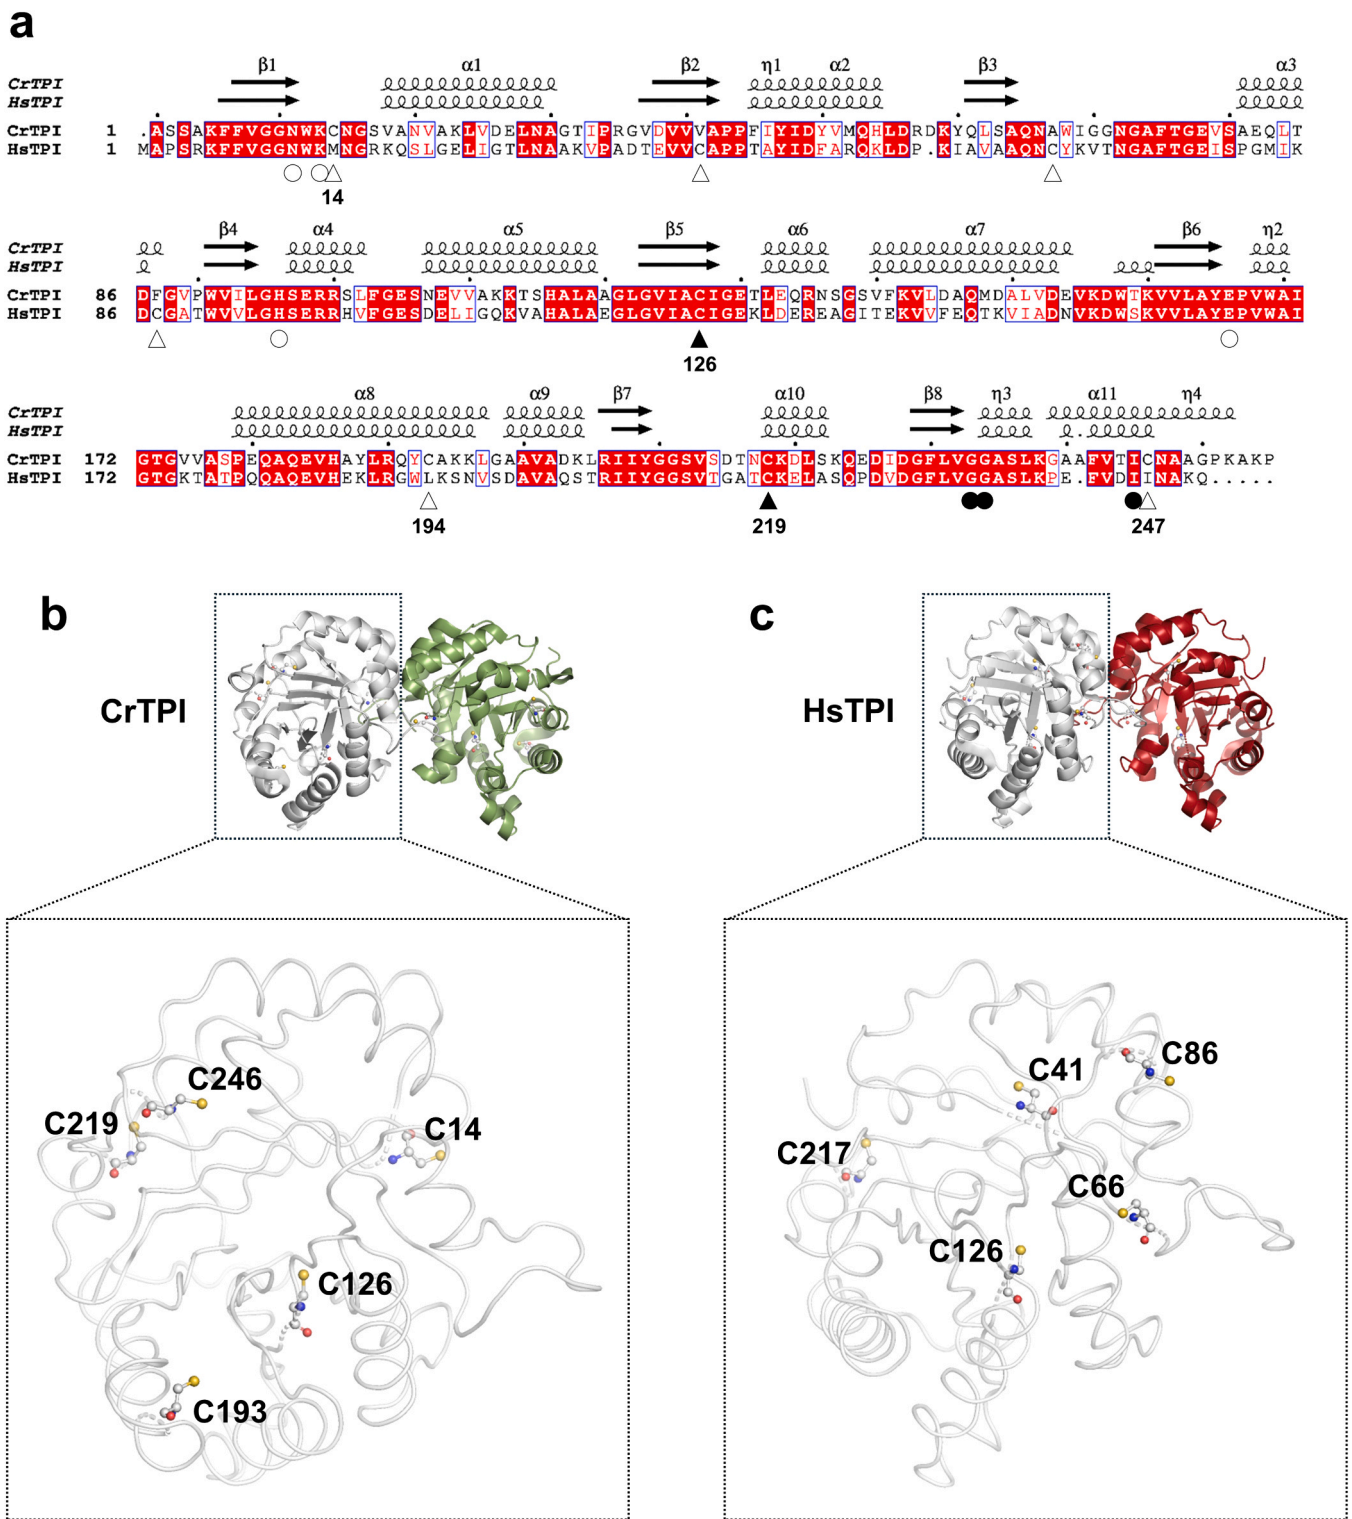 a
β1 α1 β2 η1 α2 β3 α3
CrTPI
HsTPI
CrTPI 1 .ASSAKFFVGGNWKCNGSVANVAKLVDELNAGTIPRGVDVVVAPPFIYIDYVMQHLDRDKYQLSAQNAWIGGNGAFTGEVSAEQLT
HsTPI 1 MAPSRKFFVGGNWKMNGRKQSLGELIGTLNAAKVPADTEVVCAPPTAYIDFARQKLDP.KIAVAAQNCYKVTNGAFTGEISPGMIK
14
β4 α4 α5 β5 α6 α7 β6 η2
CrTPI
HsTPI
CrTPI 86 DFGVPWVILGHSERRSLFGESNEVVAKKTSHALAAGLGVIACIGETLEQRNSGSVFKVLDAQMDALVDEVKDWTKVVLAYEPVWAI
HsTPI 86 DCGATWVVLGHSERRHVFGESDELIGQKVAHALAEGLGVIACIGEKLDEREAGITEKVVFEQTKVIADNVKDWSKVVLAYEPVWAI
126
α8 α9 β7 α10 β8 η3 α11 η4
CrTPI
HsTPI
CrTPI 172 GTGVVASPEQAQEVHAYLRQYCAKKLGAAVADKLRIIYGGSVSDTNCKDLSKQEDIDGFLVGGASLKGAAFVTICNAAGPKAKP
HsTPI 172 GTGKTATPQQAQEVHEKLRGWLKSNVSDAVAQSTRIIYGGSVTGATCKELASQPDVDGFLVGGASLKPE.FVDIINAKQ.....
194 219 247
b
CrTPI
c
HsTPI
C246
C219
C14
C126
C193
C86
C41
C217
C66
C126